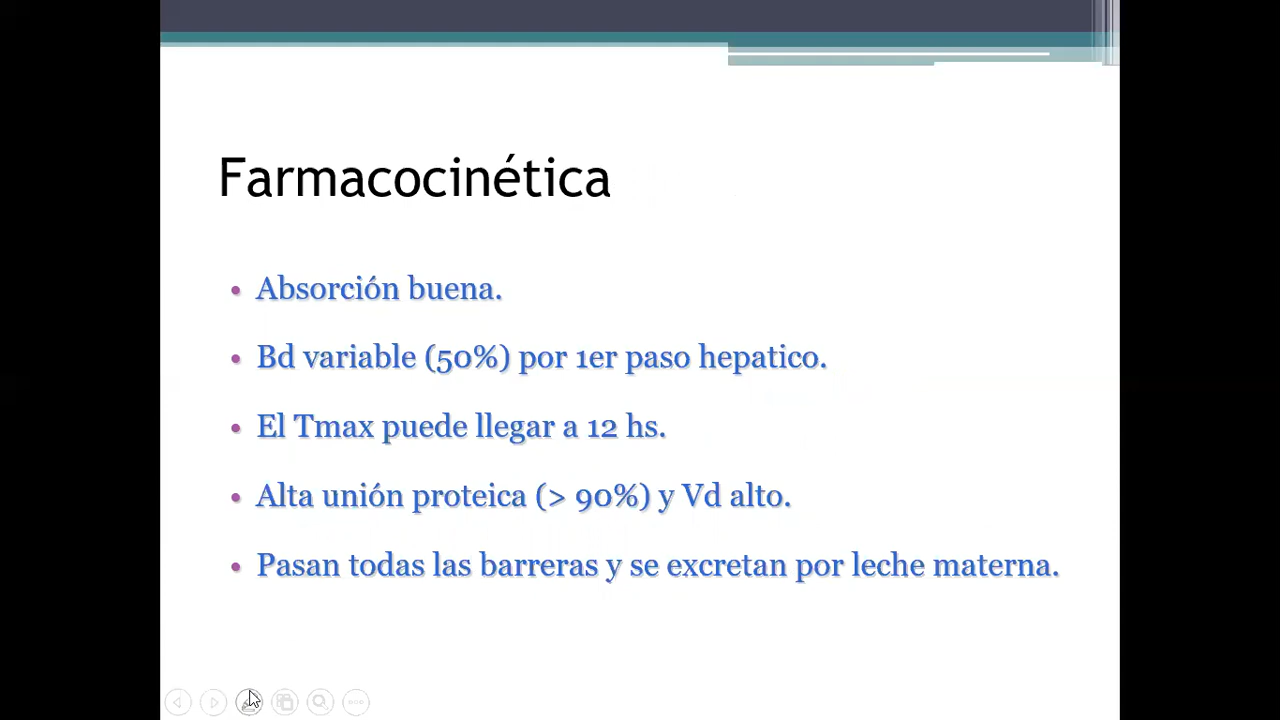 Farmacocinética
• Absorción buena.
• Bd variable (50%) por 1er paso hepatico.
• El Tmax puede llegar a 12 hs.
• Alta unión proteica (> 90%) y Vd alto.
• Pasan todas las barreras y se excretan por leche materna.